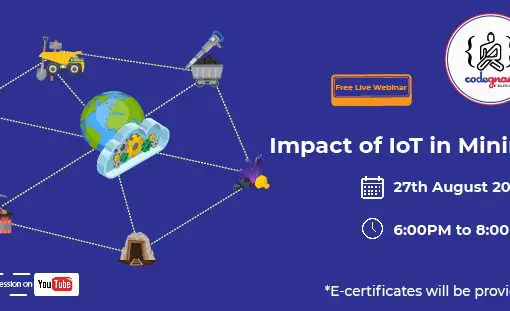 Free Live Webinar
codegnan
Impact of IoT in Mini
27th August 20
6:00PM to 8:00
*E-certificates will be provi
ession on YouTube